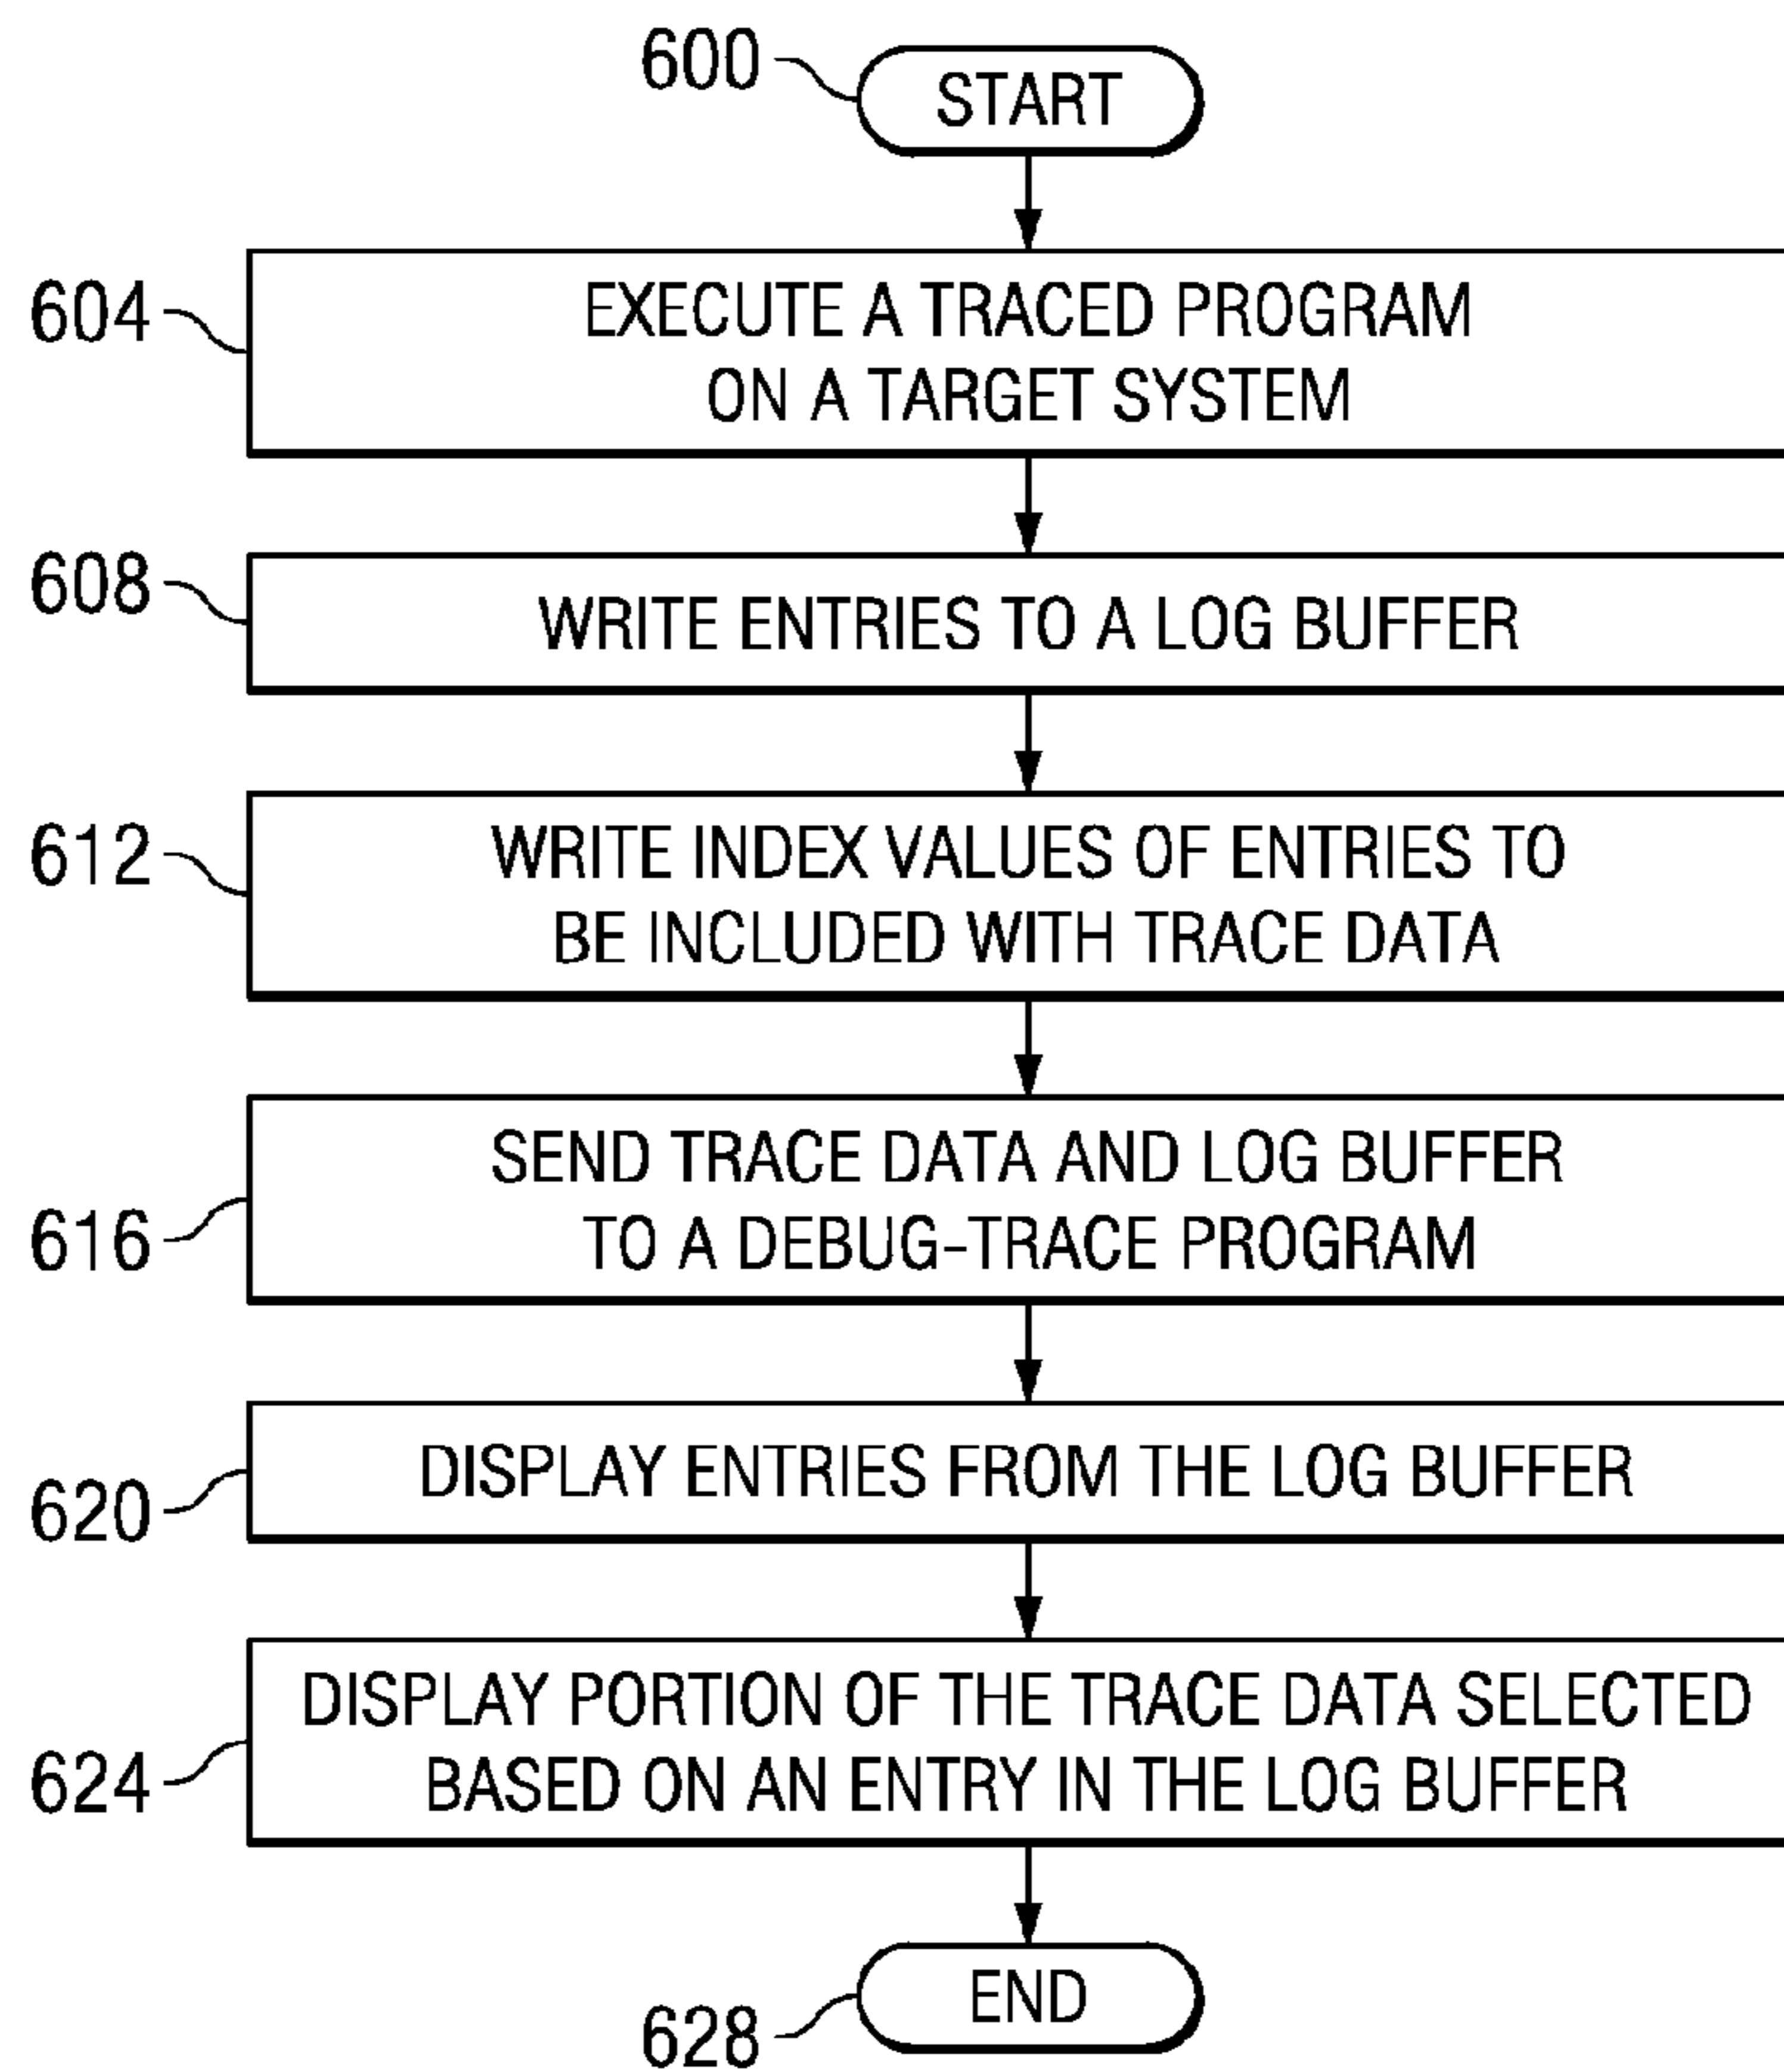 600
START
604
EXECUTE A TRACED PROGRAM
ON A TARGET SYSTEM
608
WRITE ENTRIES TO A LOG BUFFER
612
WRITE INDEX VALUES OF ENTRIES TO
BE INCLUDED WITH TRACE DATA
616
SEND TRACE DATA AND LOG BUFFER
TO A DEBUG-TRACE PROGRAM
620
DISPLAY ENTRIES FROM THE LOG BUFFER
624
DISPLAY PORTION OF THE TRACE DATA SELECTED
BASED ON AN ENTRY IN THE LOG BUFFER
628
END